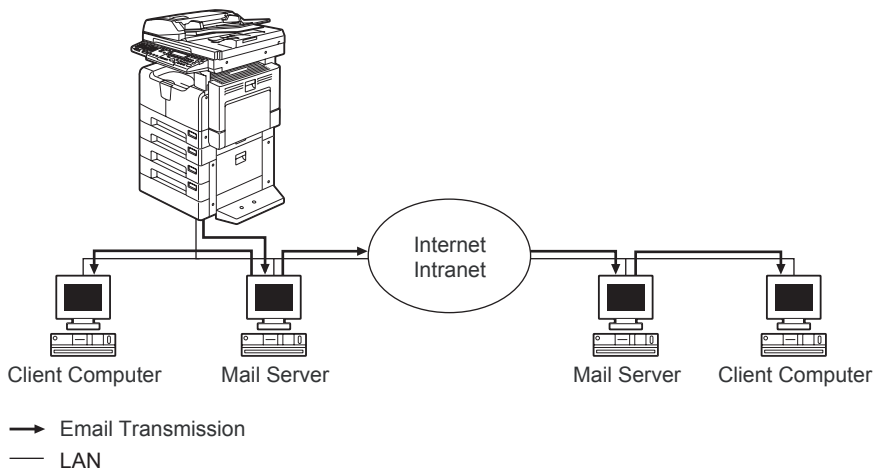 Internet
Intranet
Client Computer
Mail Server
Mail Server
Client Computer
Email Transmission
LAN